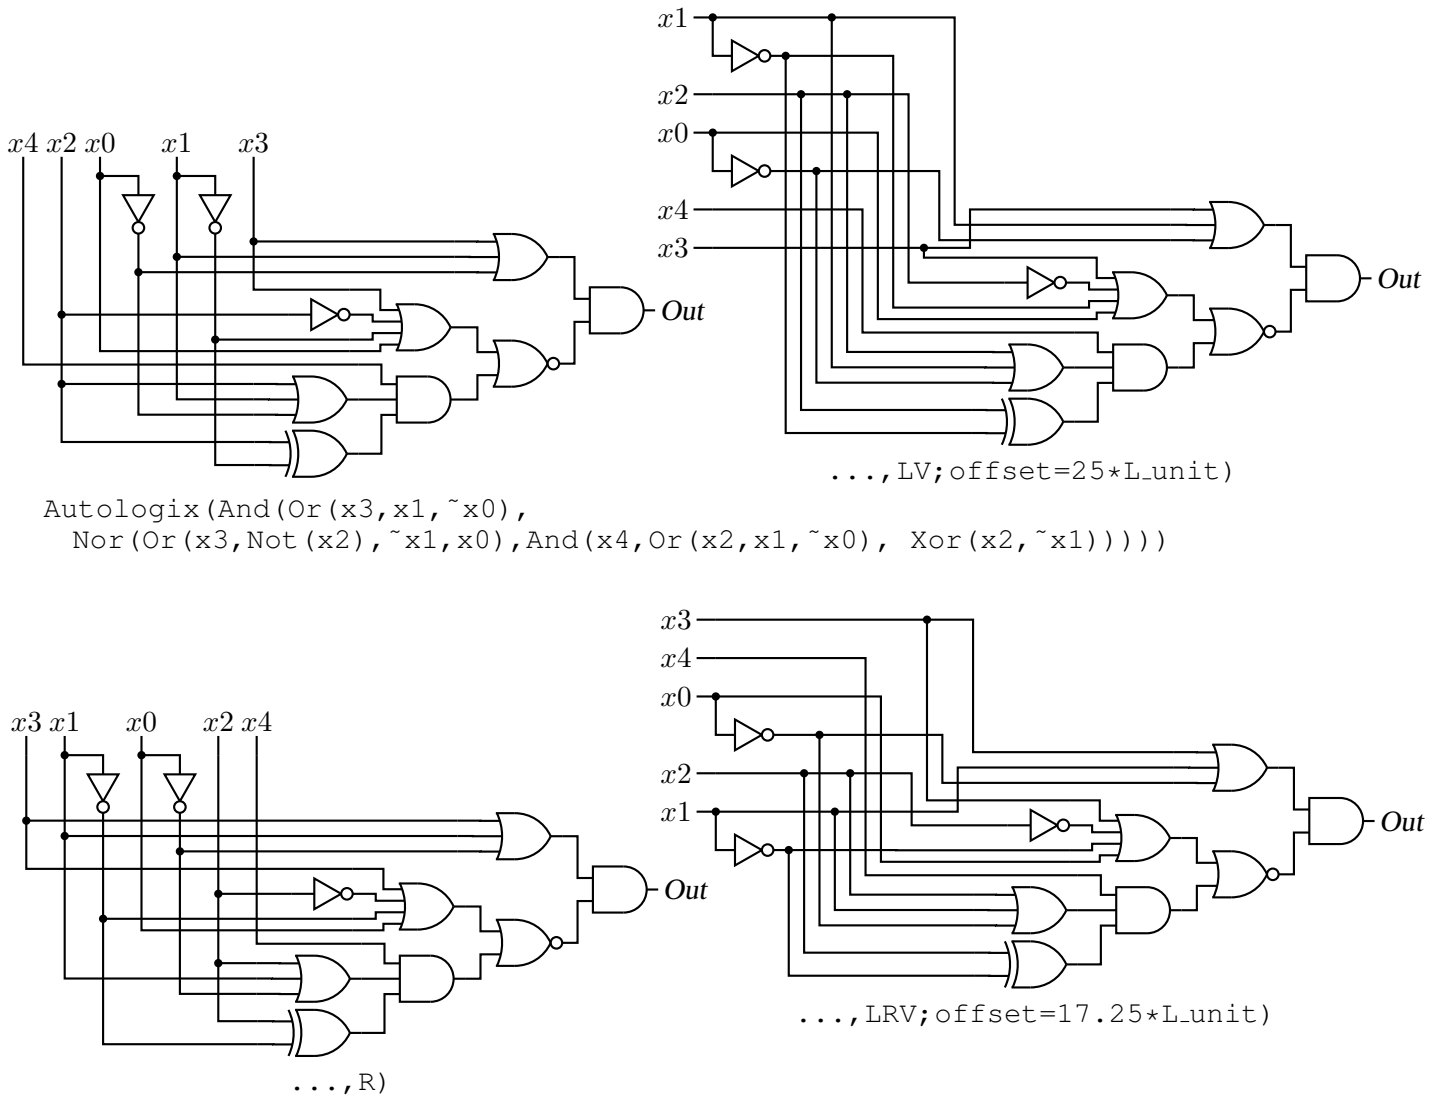 x4 x2 x0 x1 x3
Out
x1
x2
x0
x4
x3
Out
...,LV;offset=25*L_unit)
Autologix(And(Or(x3,x1,~x0),
Nor(Or(x3,Not(x2),~x1,x0),And(x4,Or(x2,x1,~x0), Xor(x2,~x1)))))
x3 x1 x0 x2 x4
Out
...,R)
x3
x4
x0
x2
x1
Out
...,LRV;offset=17.25*L_unit)